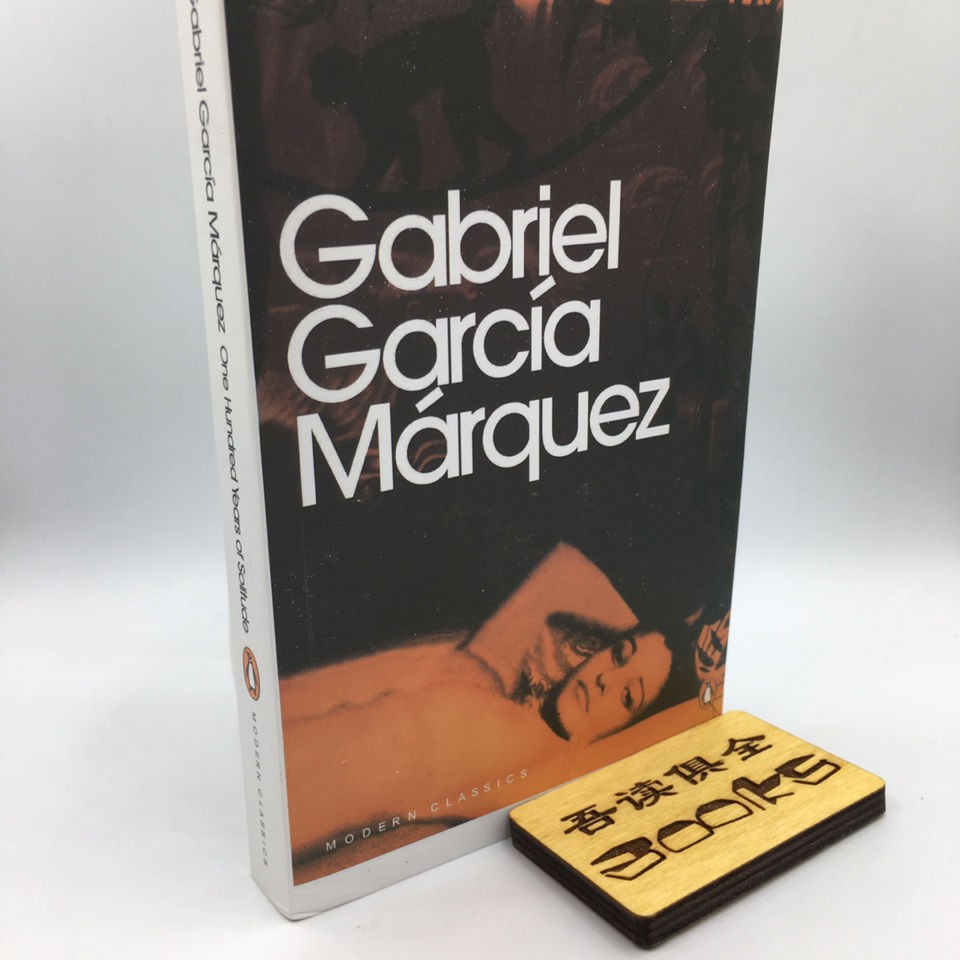 Gabriel García Márquez One Hundred Years of Solitude
MODERN CLASSICS
Gabriel
García
Márquez
MODERN CLASSICS
吾读俱全